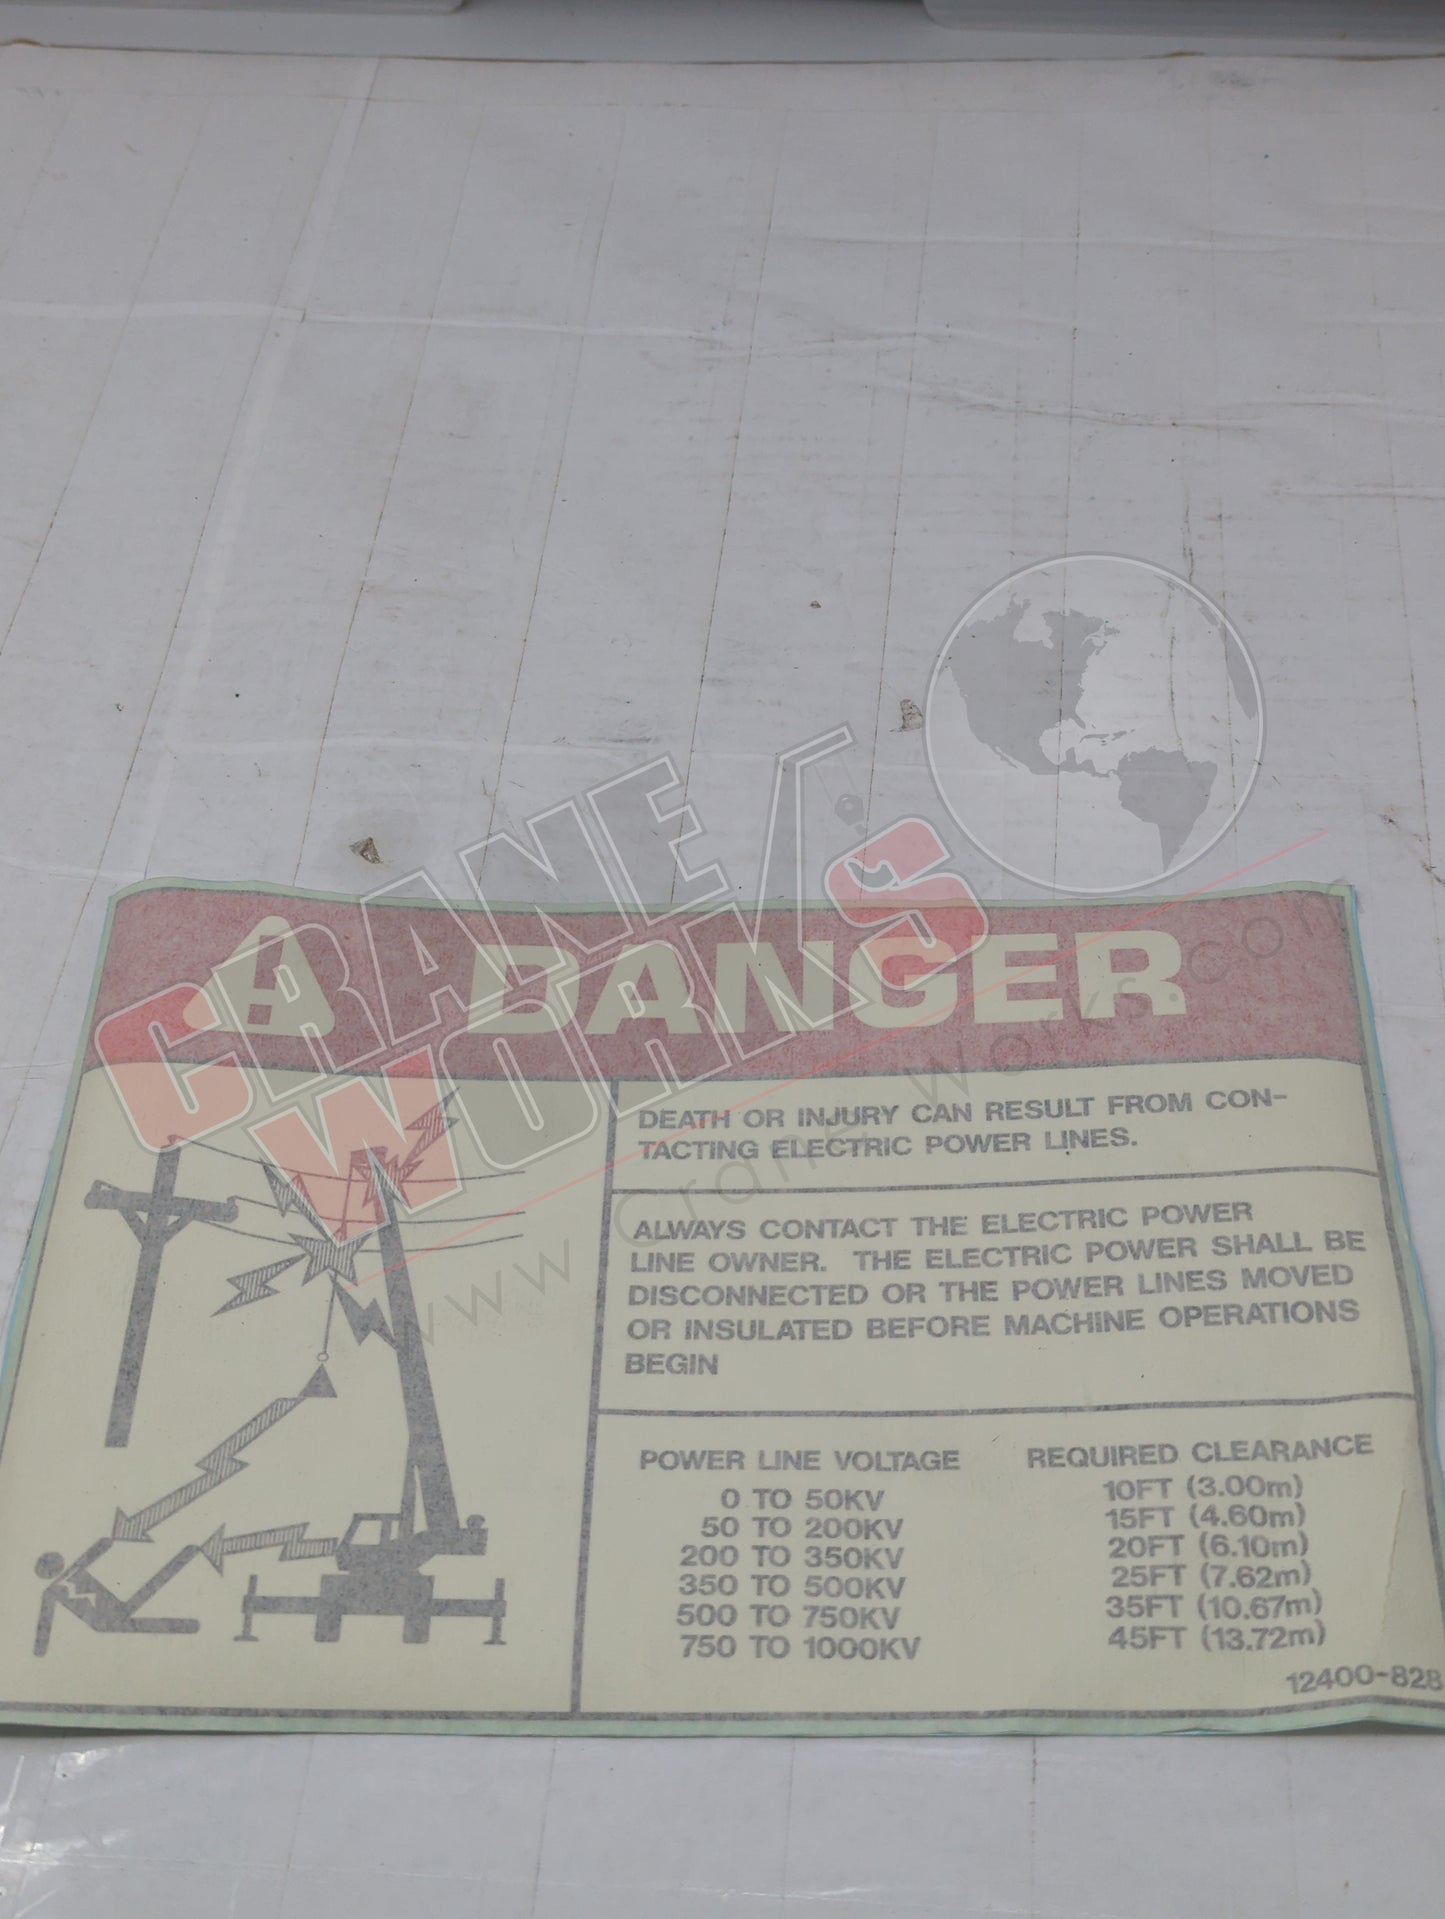 CRANE
WORKS
www.craneworks.com
DANGER
DEATH OR INJURY CAN RESULT FROM CON-
TACTING ELECTRIC POWER LINES.
ALWAYS CONTACT THE ELECTRIC POWER
LINE OWNER. THE ELECTRIC POWER SHALL BE
DISCONNECTED OR THE POWER LINES MOVED
OR INSULATED BEFORE MACHINE OPERATIONS
BEGIN
POWER LINE VOLTAGE REQUIRED CLEARANCE
0 TO 50KV 10FT (3.00m)
50 TO 200KV 15FT (4.60m)
200 TO 350KV 20FT (6.10m)
350 TO 500KV 25FT (7.62m)
500 TO 750KV 35FT (10.67m)
750 TO 1000KV 45FT (13.72m)
12400-828